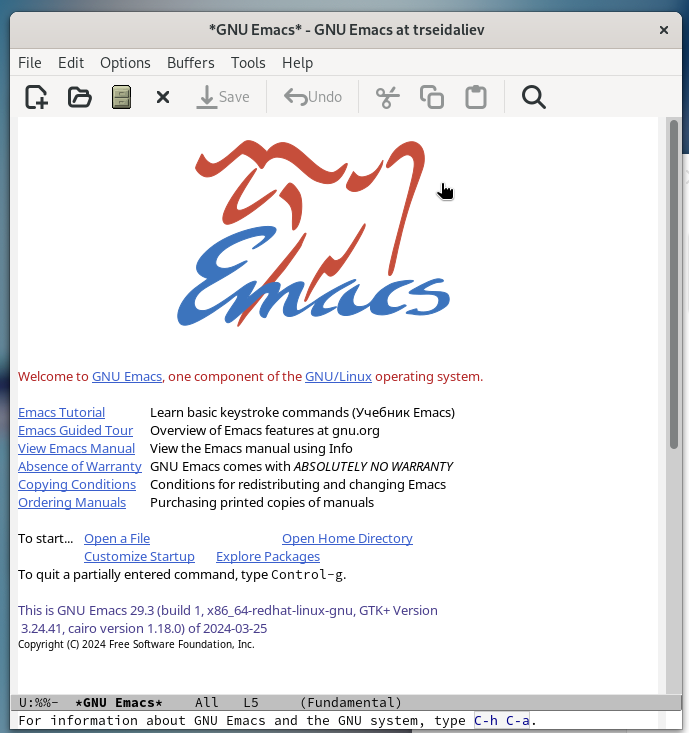 *GNU Emacs* - GNU Emacs at trseidaliev
File Edit Options Buffers Tools Help
Save Undo
Emacs
Welcome to GNU Emacs, one component of the GNU/Linux operating system.
Emacs Tutorial Learn basic keystroke commands (Учебник Emacs)
Emacs Guided Tour Overview of Emacs features at gnu.org
View Emacs Manual View the Emacs manual using Info
Absence of Warranty GNU Emacs comes with ABSOLUTELY NO WARRANTY
Copying Conditions Conditions for redistributing and changing Emacs
Ordering Manuals Purchasing printed copies of manuals
To start... Open a File Open Home Directory
Customize Startup Explore Packages
To quit a partially entered command, type Control-g.
This is GNU Emacs 29.3 (build 1, x86_64-redhat-linux-gnu, GTK+ Version
3.24.41, cairo version 1.18.0) of 2024-03-25
Copyright (C) 2024 Free Software Foundation, Inc.
U:%%- *GNU Emacs* All L5 (Fundamental)
For information about GNU Emacs and the GNU system, type C-h C-a.